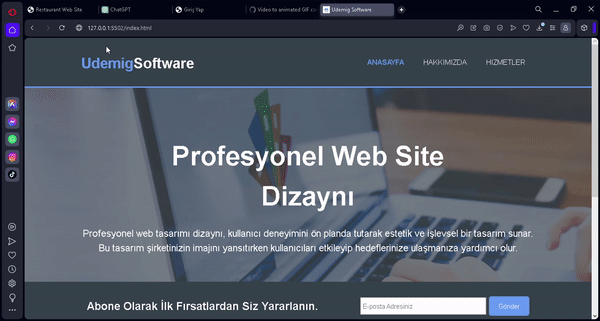 Restaurant Web Site
ChatGPT
Giriş Yap
Video to animated GIF co
Udemig Software
127.0.0.1:5502/index.html
UdemigSoftware
ANASAYFA
HAKKIMIZDA
HİZMETLER
Profesyonel Web Site
Dizaynı
Profesyonel web tasarımı dizaynı, kullanıcı deneyimini ön planda tutarak estetik ve işlevsel bir tasarım sunar.
Bu tasarım şirketinizin imajını yansıtırken kullanıcıları etkileyip hedeflerinize ulaşmanıza yardımcı olur.
Abone Olarak İlk Fırsatlardan Siz Yararlanın.
E-posta Adresiniz
Gönder